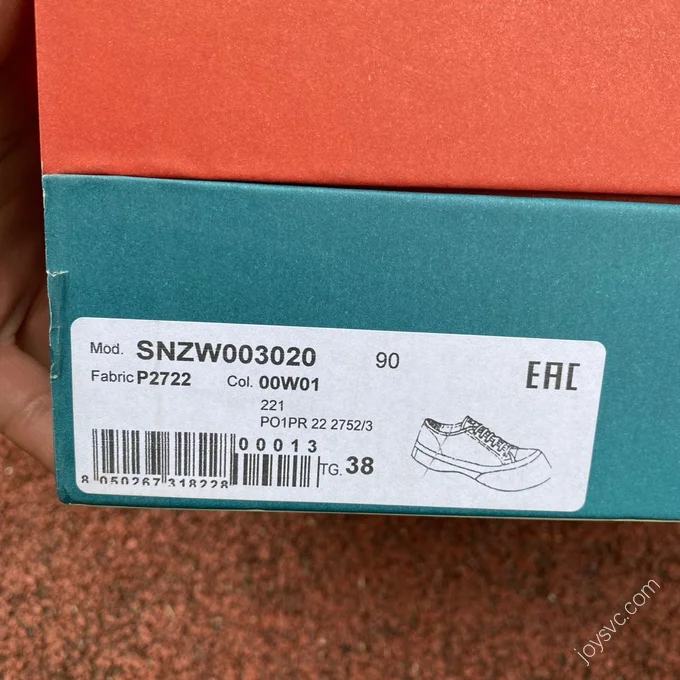 Mod. SNZW003020 90
EAC
Fabric P2722 Col. 00W01
221
PO1PR 22 2752/3
00013
TG. 38
8 050267 318228
joysvc.com